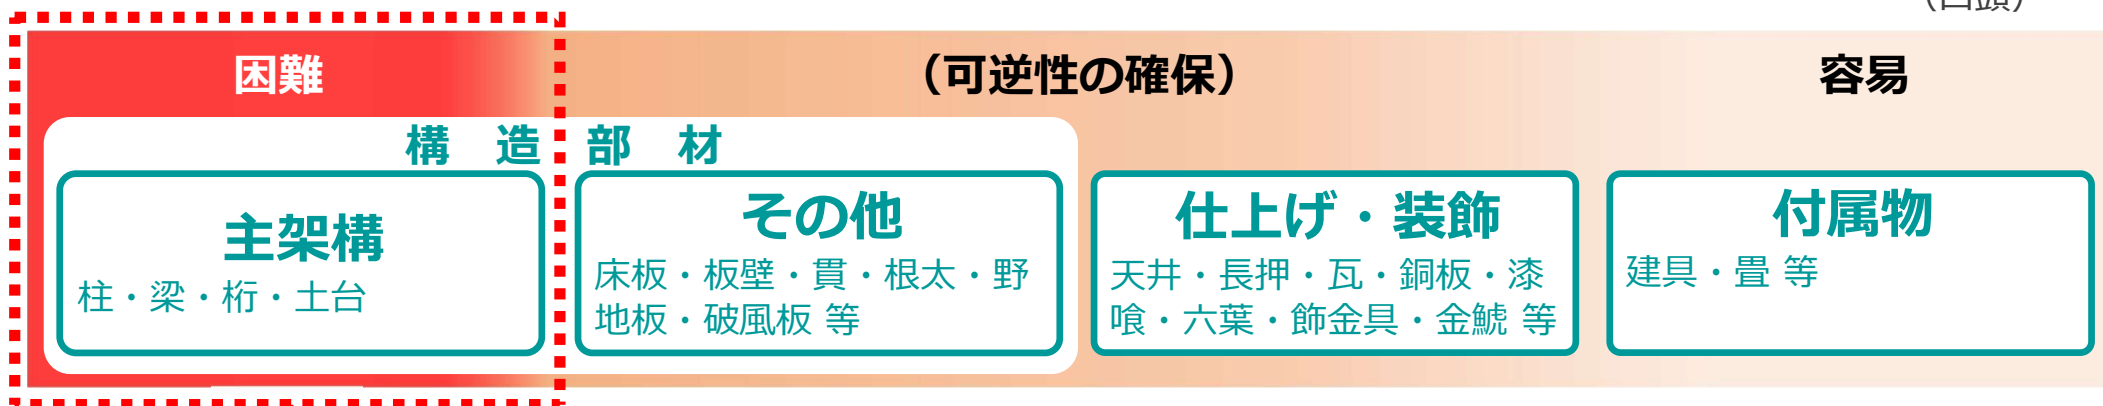 困難
(可逆性の確保)
容易
構造部材
主架構
柱・梁・桁・土台
その他
床板・板壁・貫・根太・野
地板・破風板 等
仕上げ・装飾
天井・長押・瓦・銅板・漆
喰・六葉・飾金具・金鯱 等
付属物
建具・畳 等